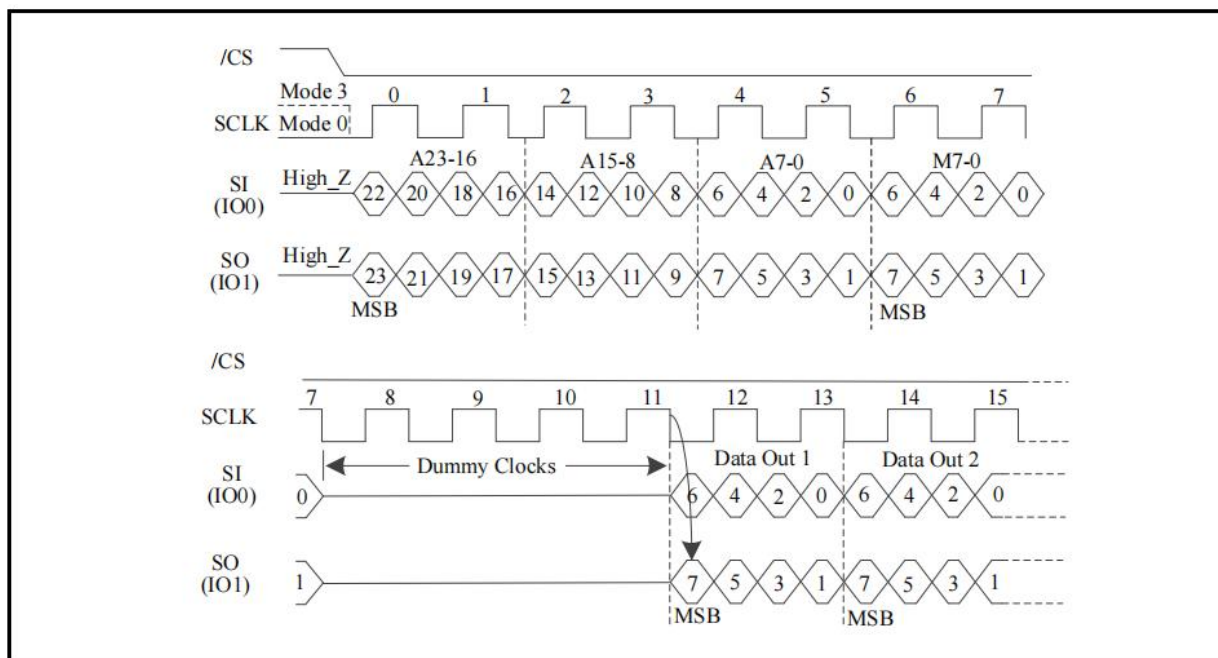 /CS
Mode 3
0 1 2 3 4 5 6 7
SCLK Mode 0
A23-16 A15-8 A7-0 M7-0
SI (IO0) High_Z 22 20 18 16 14 12 10 8 6 4 2 0 6 4 2 0
SO (IO1) High_Z 23 21 19 17 15 13 11 9 7 5 3 1 7 5 3 1
MSB MSB
/CS
7 8 9 10 11 12 13 14 15
SCLK
Dummy Clocks Data Out 1 Data Out 2
SI (IO0) 0 6 4 2 0 6 4 2 0
SO (IO1) 1 7 5 3 1 7 5 3 1
MSB MSB